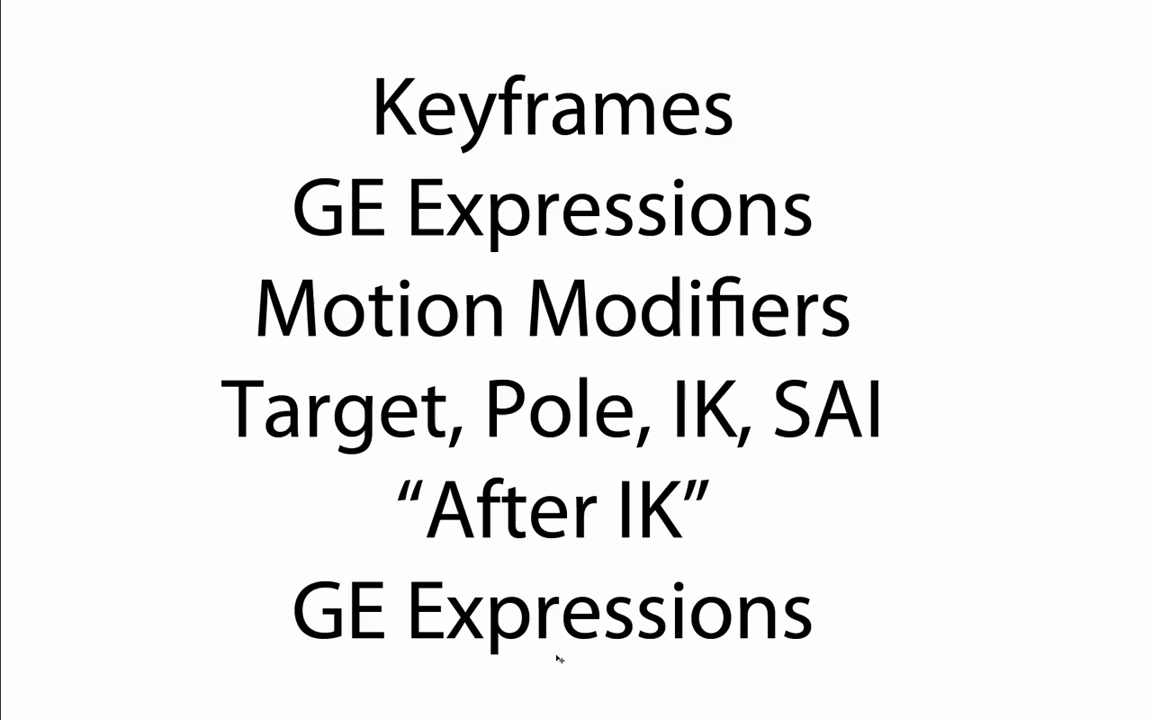 Keyframes
GE Expressions
Motion Modifiers
Target, Pole, IK, SAI
“After IK”
GE Expressions